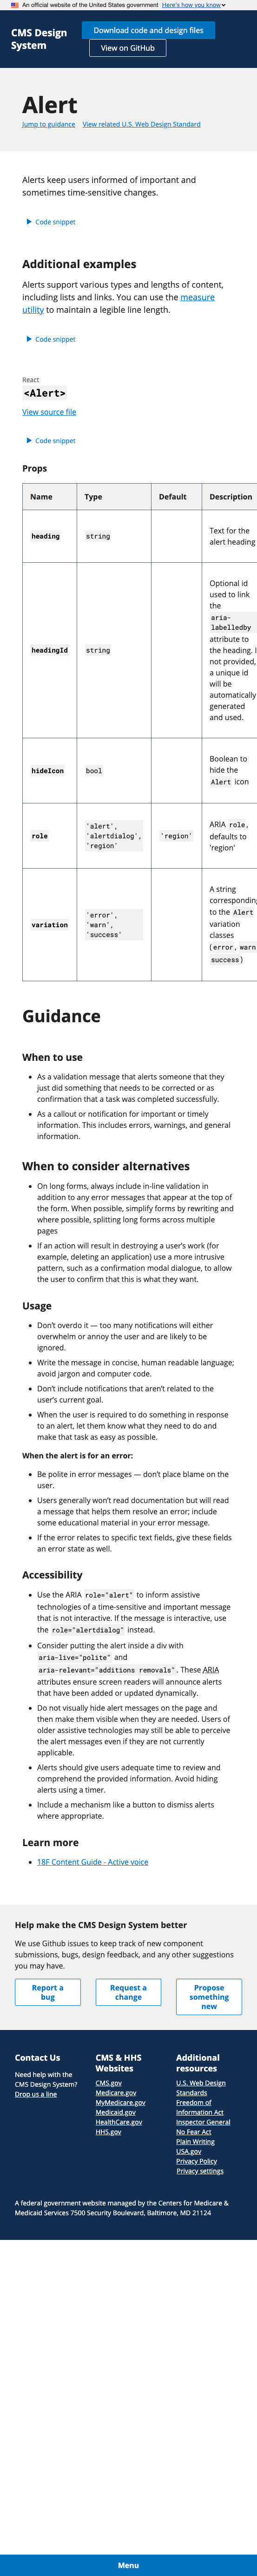 An official website of the United States government Here's how you know
CMS Design
System
Download code and design files
View on GitHub
Alert
Jump to guidance View related U.S. Web Design Standard
Alerts keep users informed of important and
sometimes time-sensitive changes.
Code snippet
Additional examples
Alerts support various types and lengths of content,
including lists and links. You can use the measure
utility to maintain a legible line length.
Code snippet
React
<Alert>
View source file
Code snippet
Props
Name Type Default Description
heading string Text for the
alert heading
headingId string Optional id
used to link
the
aria-
labelledby
attribute to
the heading. I
not provided,
a unique id
will be
automatically
generated
and used.
hideIcon bool Boolean to
hide the
Alert icon
role 'alert',
'alertdialog',
'region' 'region' ARIA role,
defaults to
'region'
variation 'error',
'warn',
'success' A string
corresponding
to the Alert
variation
classes
(error, warn
success)
Guidance
When to use
As a validation message that alerts someone that they
just did something that needs to be corrected or as
confirmation that a task was completed successfully.
As a callout or notification for important or timely
information. This includes errors, warnings, and general
information.
When to consider alternatives
On long forms, always include in-line validation in
addition to any error messages that appear at the top of
the form. When possible, simplify forms by rewriting and
where possible, splitting long forms across multiple
pages
If an action will result in destroying a user's work (for
example, deleting an application) use a more intrusive
pattern, such as a confirmation modal dialogue, to allow
the user to confirm that this is what they want.
Usage
Don't overdo it — too many notifications will either
overwhelm or annoy the user and are likely to be
ignored.
Write the message in concise, human readable language;
avoid jargon and computer code.
Don't include notifications that aren't related to the
user's current goal.
When the user is required to do something in response
to an alert, let them know what they need to do and
make that task as easy as possible.
When the alert is for an error:
Be polite in error messages — don't place blame on the
user.
Users generally won't read documentation but will read
a message that helps them resolve an error; include
some educational material in your error message.
If the error relates to specific text fields, give these fields
an error state as well.
Accessibility
Use the ARIA role="alert" to inform assistive
technologies of a time-sensitive and important message
that is not interactive. If the message is interactive, use
the role="alertdialog" instead.
Consider putting the alert inside a div with
aria-live="polite" and
aria-relevant="additions removals". These ARIA
attributes ensure screen readers will announce alerts
that have been added or updated dynamically.
Do not visually hide alert messages on the page and
then make them visible when they are needed. Users of
older assistive technologies may still be able to perceive
the alert messages even if they are not currently
applicable.
Alerts should give users adequate time to review and
comprehend the provided information. Avoid hiding
alerts using a timer.
Include a mechanism like a button to dismiss alerts
where appropriate.
Learn more
18F Content Guide - Active voice
Help make the CMS Design System better
We use Github issues to keep track of new component
submissions, bugs, design feedback, and any other suggestions
you may have.
Report a
bug
Request a
change
Propose
something
new
Contact Us
Need help with the
CMS Design System?
Drop us a line
CMS & HHS
Websites
CMS.gov
Medicare.gov
MyMedicare.gov
Medicaid.gov
HealthCare.gov
HHS.gov
Additional
resources
U.S. Web Design
Standards
Freedom of
Information Act
Inspector General
No Fear Act
Plain Writing
USA.gov
Privacy Policy
Privacy settings
A federal government website managed by the Centers for Medicare &
Medicaid Services 7500 Security Boulevard, Baltimore, MD 21124
Menu